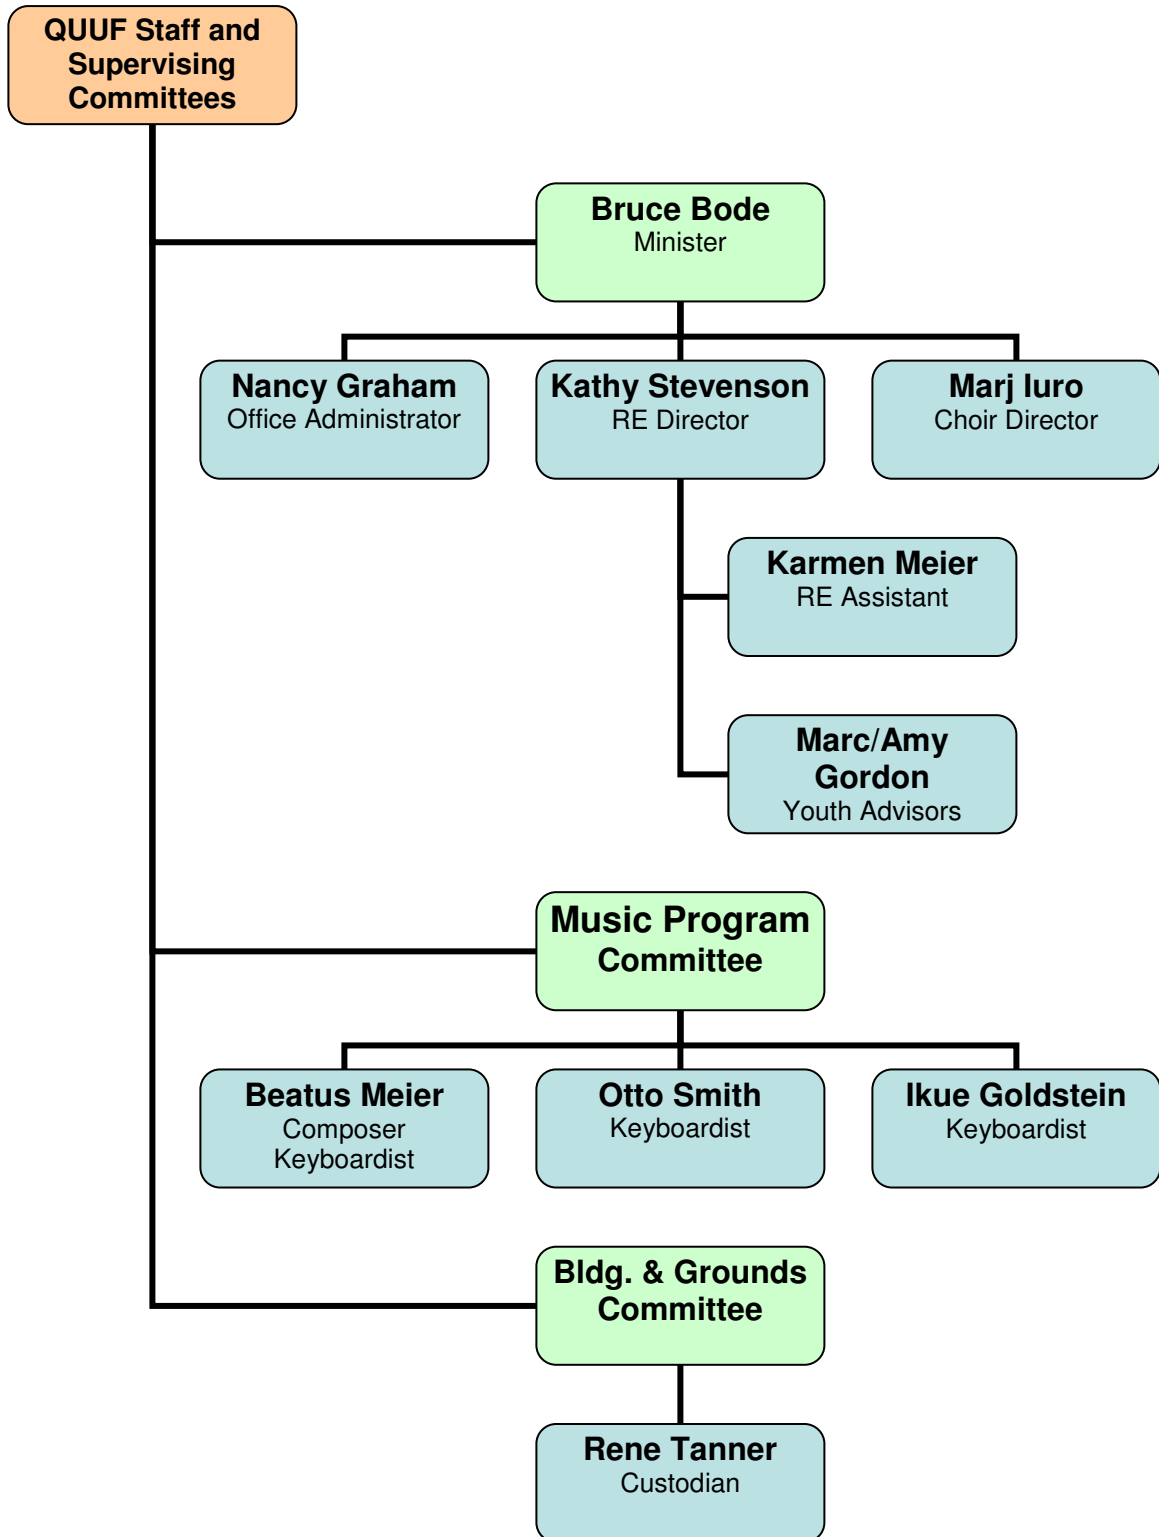 QUUF Staff and
Supervising
Committees
Bruce Bode
Minister
Nancy Graham
Office Administrator
Kathy Stevenson
RE Director
Marj Iuro
Choir Director
Karmen Meier
RE Assistant
Marc/Amy
Gordon
Youth Advisors
Music Program
Committee
Beatus Meier
Composer
Keyboardist
Otto Smith
Keyboardist
Ikue Goldstein
Keyboardist
Bldg. & Grounds
Committee
Rene Tanner
Custodian